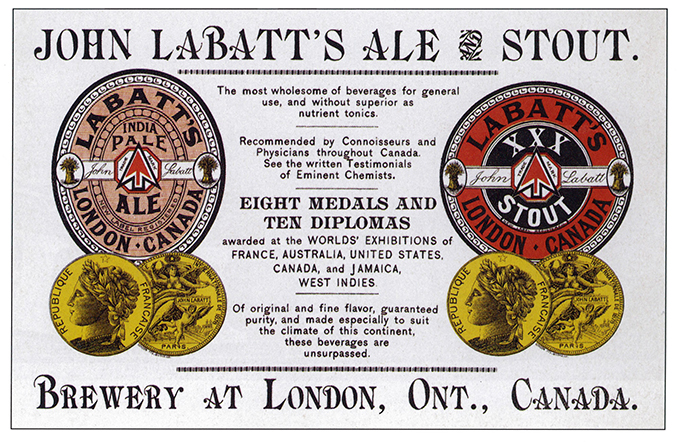 JOHN LABATT'S ALE AND STOUT.
The most wholesome of beverages for general
use, and without superior as
nutrient tonics.
Recommended by Connoisseurs and
Physicians throughout Canada.
See the written Testimonials
of Eminent Chemists.
EIGHT MEDALS AND
TEN DIPLOMAS
awarded at the WORLDS' EXHIBITIONS of
FRANCE, AUSTRALIA, UNITED STATES,
CANADA, and JAMAICA,
WEST INDIES.
Of original and fine flavor, guaranteed
purity, and made especially to suit
the climate of this continent,
these beverages are
unsurpassed.
LABATT'S
INDIA
PALE
John Labatt
ALE
NEW LABEL REGISTERED
LONDON · CANADA
LABATT'S
XXX
John Labatt
STOUT
LONDON · CANADA
REPUBLIQUE FRANÇAISE
JOHN LABATT
PARIS
REPUBLIQUE FRANÇAISE
JOHN LABATT
PARIS
BREWERY AT LONDON, ONT., CANADA.